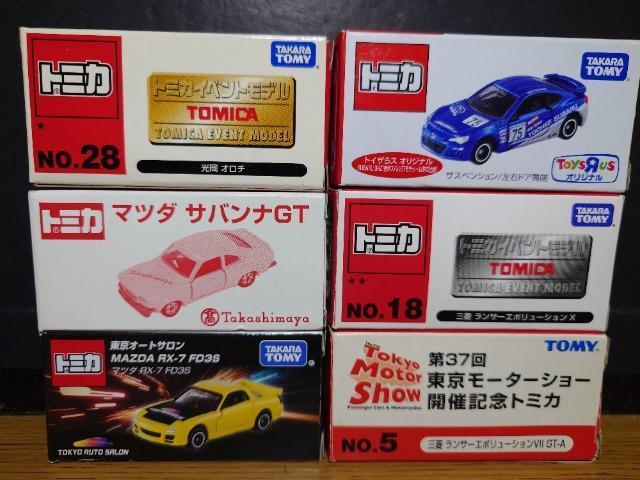 トミカ
TAKARA TOMY
トミカイベントモデル
TOMICA
TOMICA EVENT MODEL
NO.28
光岡 オロチ
トミカ
TAKARA TOMY
75
SUBARU
トイザらス オリジナル
サスペンション/左右ドア開閉
TOYSRUS
オリジナル
トミカ
マツダ サバンナGT
髙 Takashimaya
トミカ
TAKARA TOMY
トミカイベントモデル
TOMICA
TOMICA EVENT MODEL
NO.18
三菱 ランサーエボリューション X
トミカ
東京オートサロン
MAZDA RX-7 FD3S
マツダ RX-7 FD3S
TAKARA TOMY
TOKYO AUTO SALON
Tokyo
Motor
Show
Passenger Cars & Motorcycles
NO.5
TOMY
第37回
東京モーターショー
開催記念トミカ
三菱 ランサーエボリューションVII GT-A